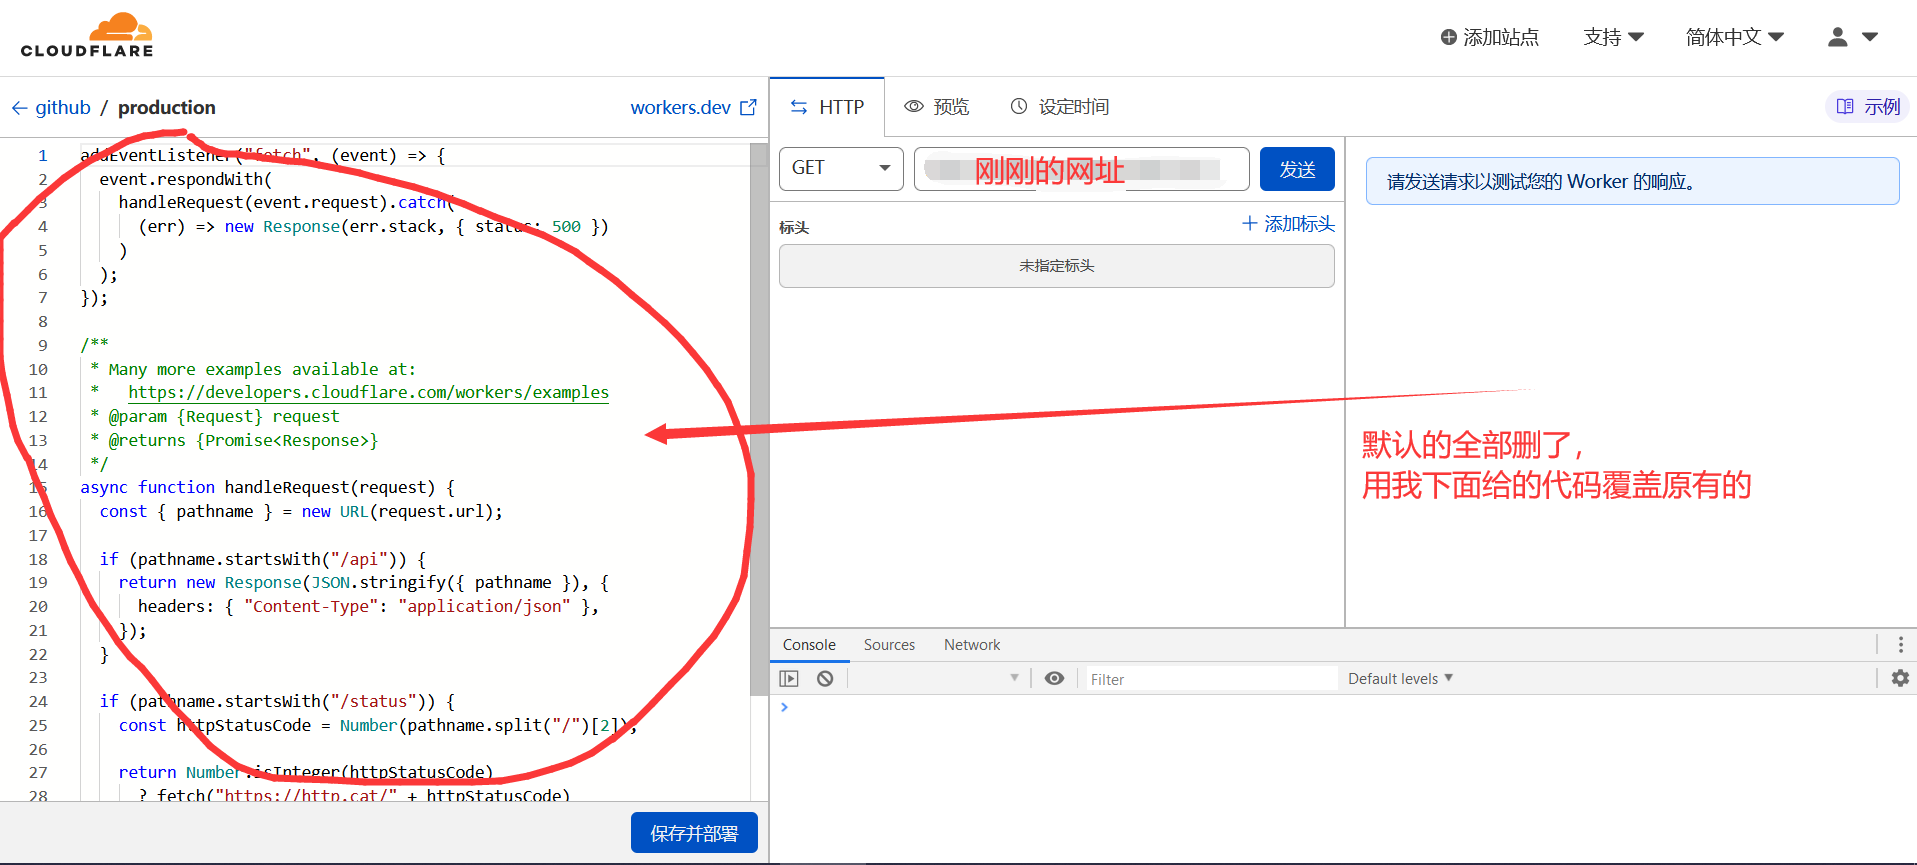 CLOUDFLARE
添加站点
支持
简体中文
github / production
workers.dev
HTTP
预览
设定时间
示例
1 addEventListener("fetch", (event) => {
2 event.respondWith(
3 handleRequest(event.request).catch(
4 (err) => new Response(err.stack, { status: 500 })
5 )
6 );
7 });
8
9 /**
10 * Many more examples available at:
11 * https://developers.cloudflare.com/workers/examples
12 * @param {Request} request
13 * @returns {Promise<Response>}
14 */
15 async function handleRequest(request) {
16 const { pathname } = new URL(request.url);
17
18 if (pathname.startsWith("/api")) {
19 return new Response(JSON.stringify({ pathname }), {
20 headers: { "Content-Type": "application/json" },
21 });
22 }
23
24 if (pathname.startsWith("/status")) {
25 const httpStatusCode = Number(pathname.split("/")[2]);
26
27 return Number.isInteger(httpStatusCode)
28 ? fetch("https://http.cat/" + httpStatusCode)
保存并部署
GET
刚刚的网址
发送
标头
添加标头
未指定标头
请发送请求以测试您的 Worker 的响应。
默认的全部删了,
用我下面给的代码覆盖原有的
Console
Sources
Network
Filter
Default levels